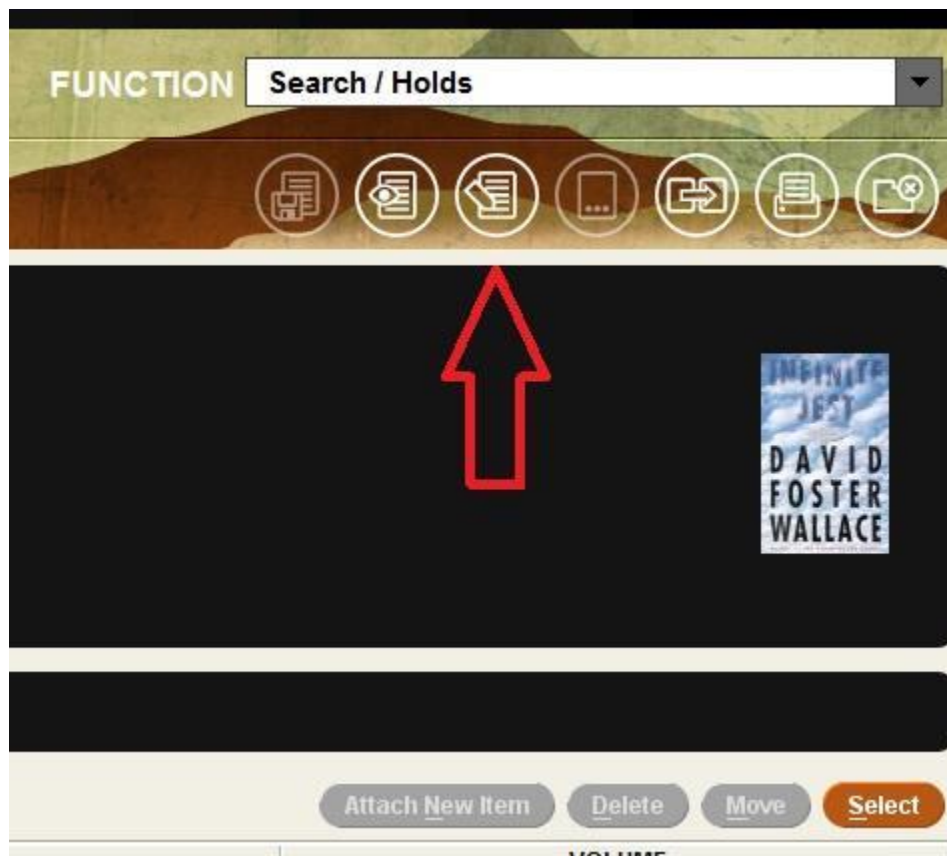 FUNCTION Search / Holds
INFINITE
JEST
DAVID
FOSTER
WALLACE
Attach New Item Delete Move Select
VOLUME